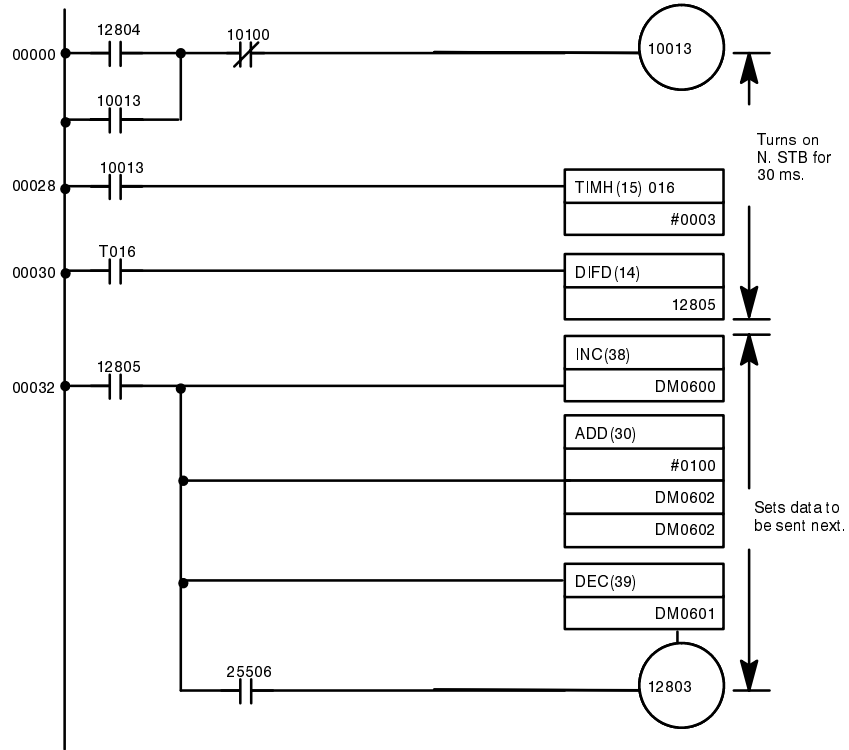 12804
10100
00000
10013
10013
Turns on
N. STB for
30 ms.
10013
00028
TIMH(15) 016
#0003
T016
00030
DIFD(14)
12805
12805
00032
INC(38)
DM0600
ADD(30)
#0100
DM0602
DM0602
Sets data to
be sent next.
DEC(39)
DM0601
25506
12803